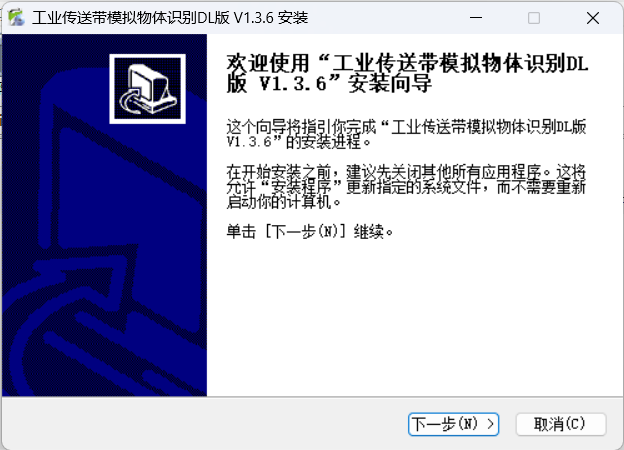 工业传送带模拟物体识别DL版 V1.3.6 安装
欢迎使用“工业传送带模拟物体识别DL
版 V1.3.6”安装向导
这个向导将指引你完成“工业传送带模拟物体识别DL版
V1.3.6”的安装进程。
在开始安装之前，建议先关闭其他所有应用程序。这将
允许“安装程序”更新指定的系统文件，而不需要重新
启动你的计算机。
单击 [下一步(N)] 继续。
下一步(N) >
取消(C)